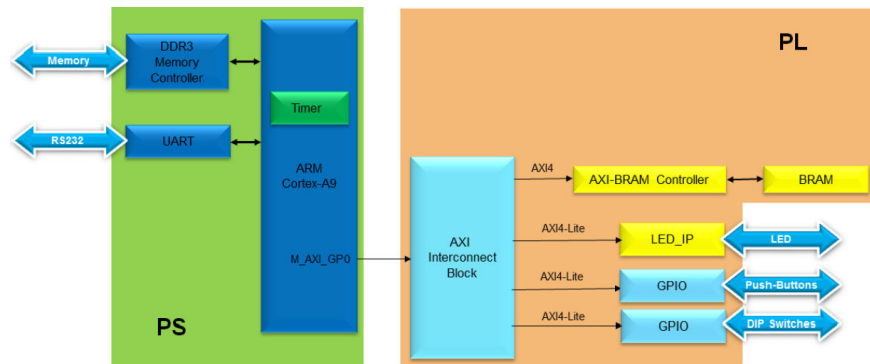 DDR3
Memory
Controller
Memory
Timer
RS232
UART
ARM
Cortex-A9
M_AXI_GP0
PS
PL
AXI
Interconnect
Block
AXI4
AXI-BRAM Controller
BRAM
AXI4-Lite
LED_IP
LED
AXI4-Lite
GPIO
Push-Buttons
AXI4-Lite
GPIO
DIP Switches